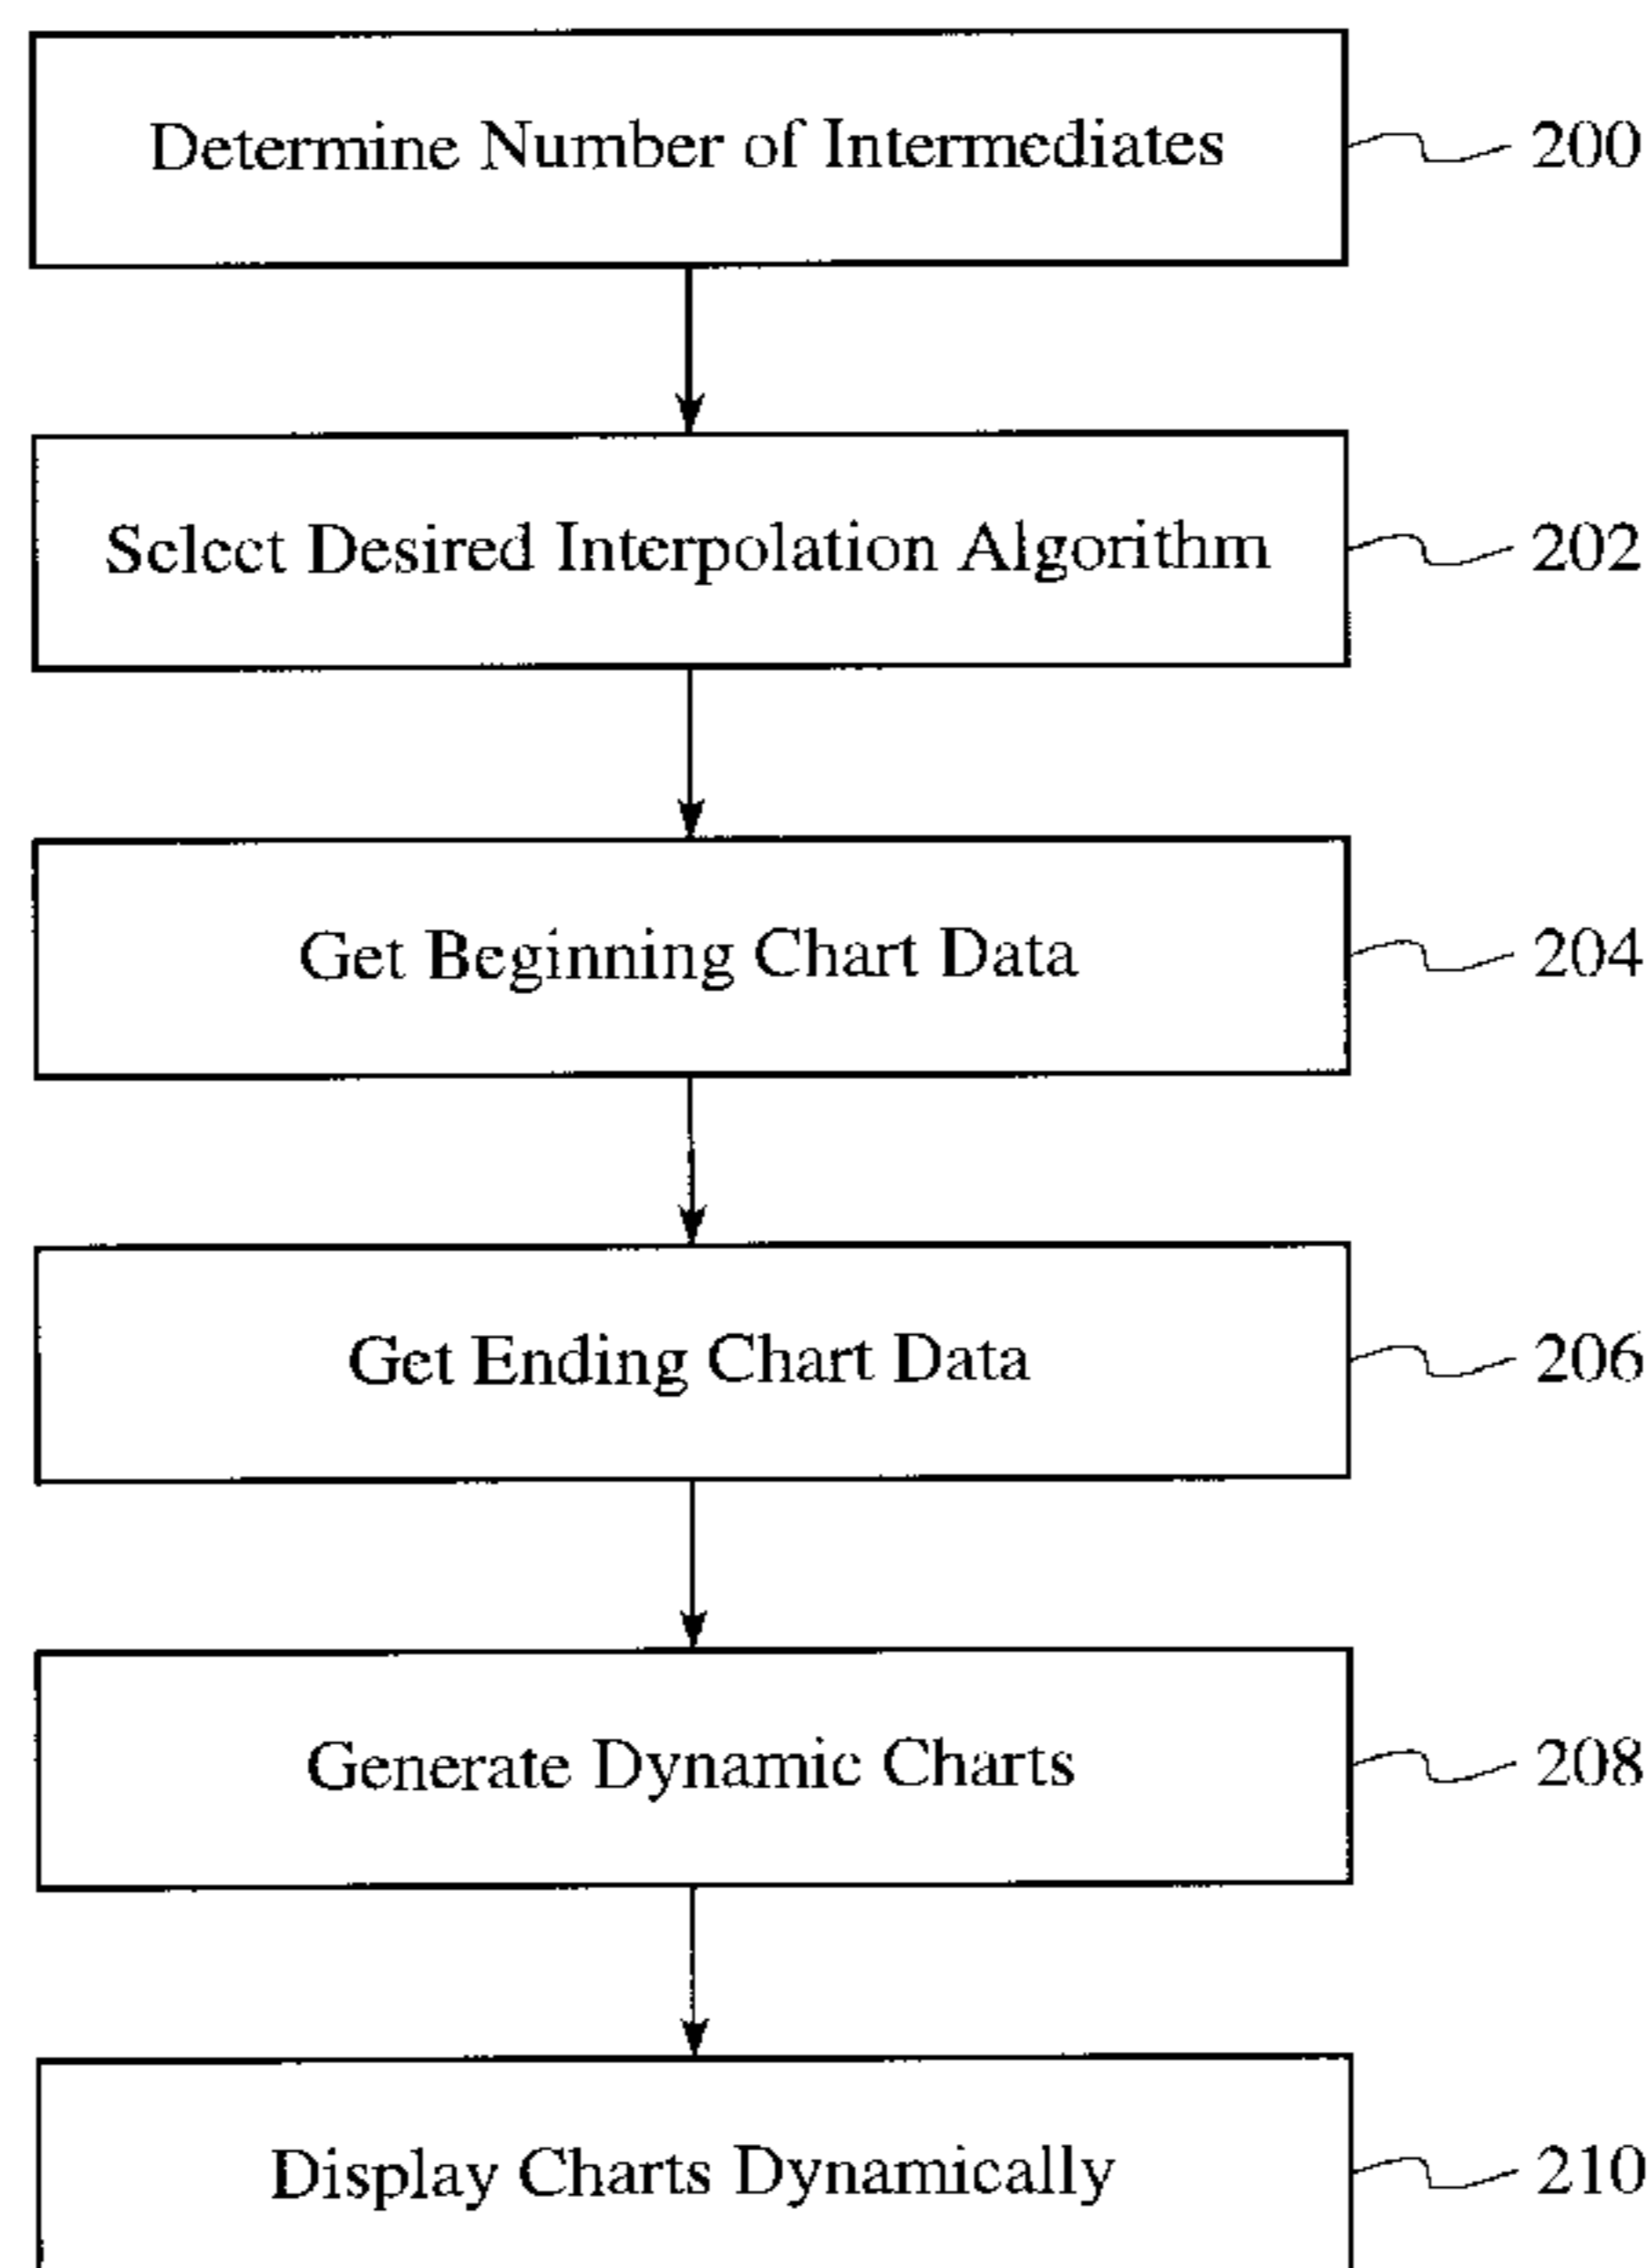 Determine Number of Intermediates
200
Select Desired Interpolation Algorithm
202
Get Beginning Chart Data
204
Get Ending Chart Data
206
Generate Dynamic Charts
208
Display Charts Dynamically
210